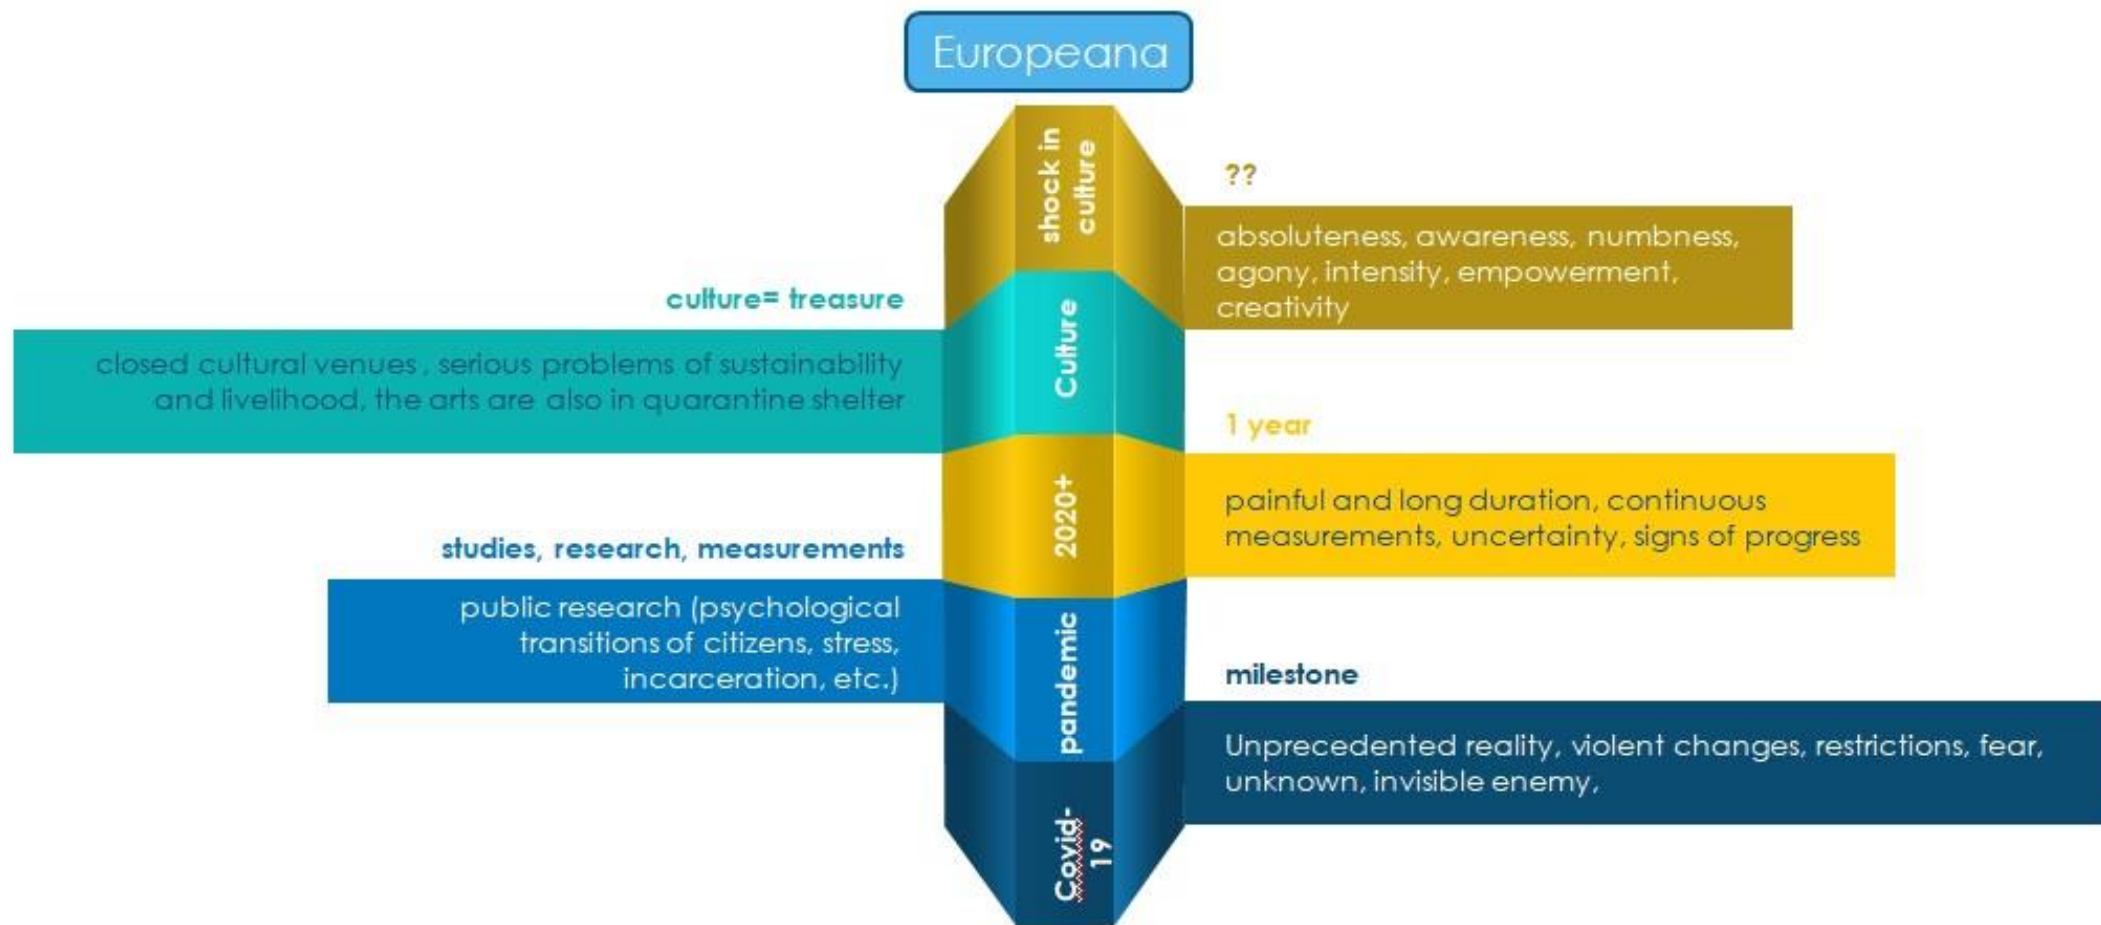 Europeana
shock in
culture
??
absoluteness, awareness, numbness,
agony, intensity, empowerment,
creativity
culture= treasure
Culture
closed cultural venues , serious problems of sustainability
and livelihood, the arts are also in quarantine shelter
1 year
2020+
painful and long duration, continuous
measurements, uncertainty, signs of progress
studies, research, measurements
pandemic
public research (psychological
transitions of citizens, stress,
incarceration, etc.)
milestone
Covid-
19
Unprecedented reality, violent changes, restrictions, fear,
unknown, invisible enemy,